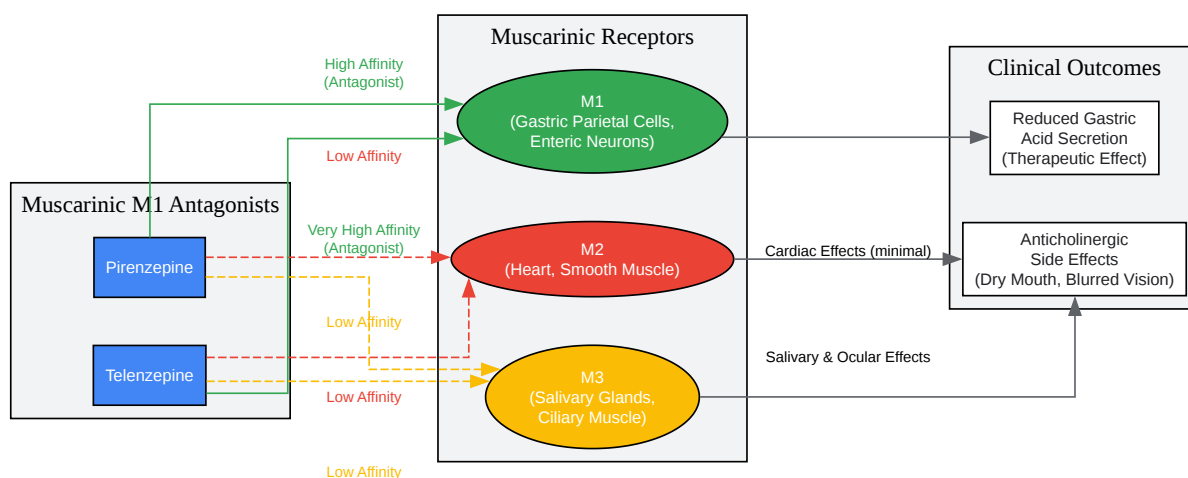 Muscarinic M1 Antagonists
Pirenzepine
Telenzepine
High Affinity
(Antagonist)
Low Affinity
Very High Affinity
(Antagonist)
Low Affinity
Low Affinity
Low Affinity
Muscarinic Receptors
M1
(Gastric Parietal Cells,
Enteric Neurons)
M2
(Heart, Smooth Muscle)
M3
(Salivary Glands,
Ciliary Muscle)
Cardiac Effects (minimal)
Salivary & Ocular Effects
Clinical Outcomes
Reduced Gastric
Acid Secretion
(Therapeutic Effect)
Anticholinergic
Side Effects
(Dry Mouth, Blurred Vision)